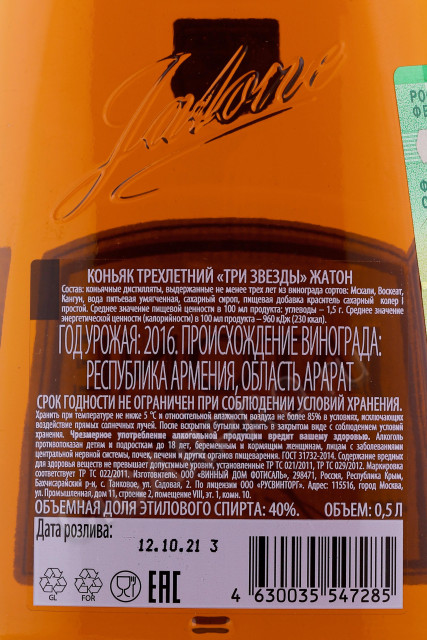 Jatone
РОС
ФЕ
КОНЬЯК ТРЕХЛЕТНИЙ «ТРИ ЗВЕЗДЫ» ЖАТОН
Состав: коньячные дистилляты, выдержанные не менее трех лет из винограда сортов: Мсхали, Воскеат,
Кангун, вода питьевая умягченная, сахарный сироп, пищевая добавка краситель сахарный колер I
простой. Среднее значение пищевой ценности в 100 мл продукта: углеводы – 1,5 г. Среднее значение
энергетической ценности (калорийности) в 100 мл продукта – 960 кДж (230 ккал).
ГОД УРОЖАЯ: 2016. ПРОИСХОЖДЕНИЕ ВИНОГРАДА:
РЕСПУБЛИКА АРМЕНИЯ, ОБЛАСТЬ АРАРАТ
СРОК ГОДНОСТИ НЕ ОГРАНИЧЕН ПРИ СОБЛЮДЕНИИ УСЛОВИЙ ХРАНЕНИЯ.
Хранить при температуре не ниже 5 °С и относительной влажности воздуха не более 85% в условиях, исключающих
воздействие прямых солнечных лучей. После вскрытия бутылки хранить в закрытом виде с соблюдением условий
хранения. Чрезмерное употребление алкогольной продукции вредит вашему здоровью. Алкоголь
противопоказан детям и подросткам до 18 лет, беременным и кормящим женщинам, лицам с заболеваниями
центральной нервной системы, почек, печени и других органов пищеварения. ГОСТ 31732-2014. Содержание вредных
для здоровья веществ не превышает допустимые уровни, установленные ТР ТС 021/2011, ТР ТС 029/2012. Маркировка
соответствует ТР ТС 022/2011. Изготовитель: ООО «ВИННЫЙ ДОМ ФОТИСАЛЬ», 298471, Россия, Республика Крым,
Бахчисарайский р-н, с. Танковое, ул. Садовая, 2. По лицензии ООО «РУСВИНТОРГ». Адрес: 115516, город Москва,
ул. Промышленная, дом 11, строение 2, помещение VIII, эт. 1, комн. 10.
ОБЪЕМНАЯ ДОЛЯ ЭТИЛОВОГО СПИРТА: 40%. ОБЪЕМ: 0,5 Л
Дата розлива:
12.10.21 3
GL FOR EAC
4 630035 547285